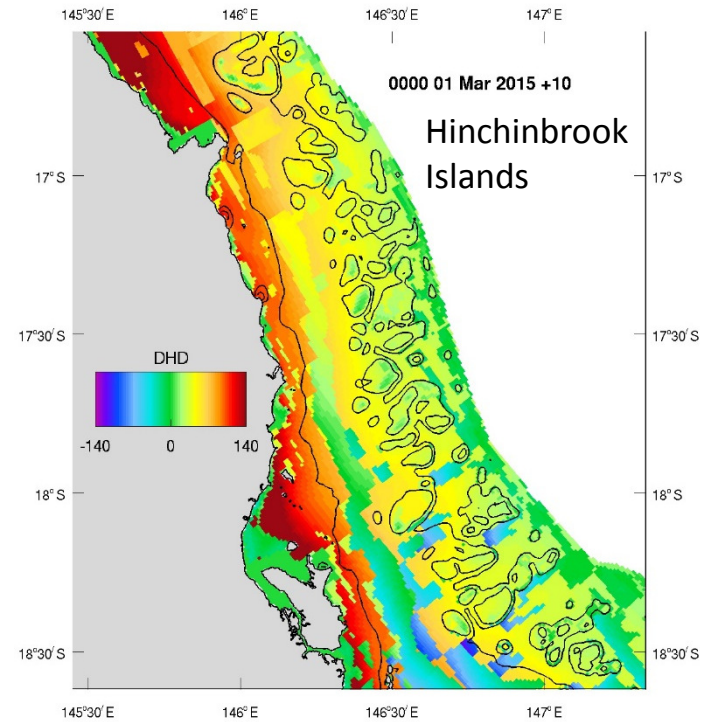 145°30′ E
146° E
146°30′ E
147° E
0000 01 Mar 2015 +10
Hinchinbrook
Islands
17° S
17° S
17°30′ S
17°30′ S
DHD
-140 0 140
18° S
18° S
18°30′ S
18°30′ S
145°30′ E
146° E
146°30′ E
147° E